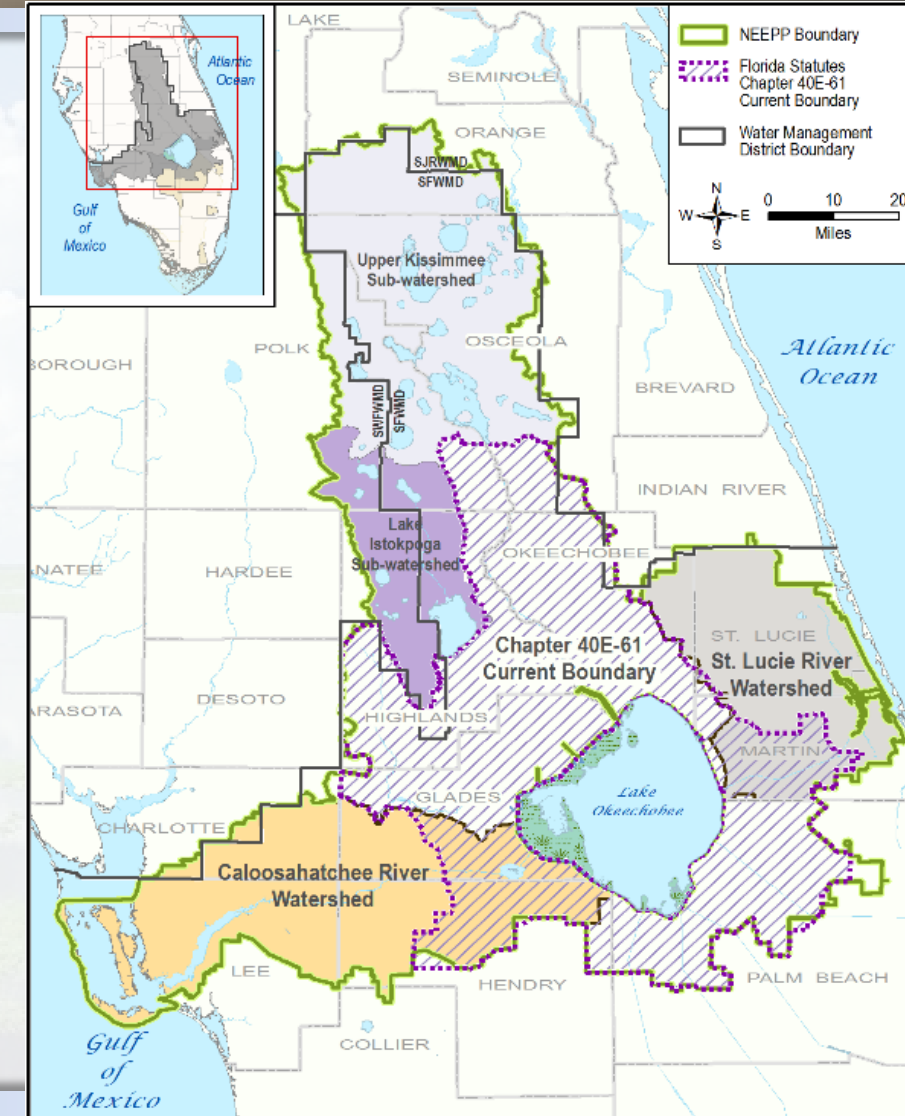 Atlantic
Ocean
Gulf
of
Mexico
NEEPP Boundary
Florida Statutes
Chapter 40E-61
Current Boundary
Water Management
District Boundary
N
W
E
S
0
10
20
Miles
LAKE
SEMINOLE
ORANGE
SJRWMD
SFWMD
Upper Kissimmee
Sub-watershed
POLK
OSCEOLA
BOROUGH
BREVARD
Atlantic
Ocean
SWFWMD
SFWMD
INDIAN RIVER
Lake
Istokpoga
Sub-watershed
OKEECHOBEE
NATEE
HARDEE
Chapter 40E-61
Current Boundary
ST. LUCIE
St. Lucie River
Watershed
DESOTO
ARASOTA
HIGHLANDS
MARTIN
Lake
Okeechobee
GLADES
CHARLOTTE
Caloosahatchee River
Watershed
LEE
HENDRY
PALM BEACH
COLLIER
Gulf
of
Mexico